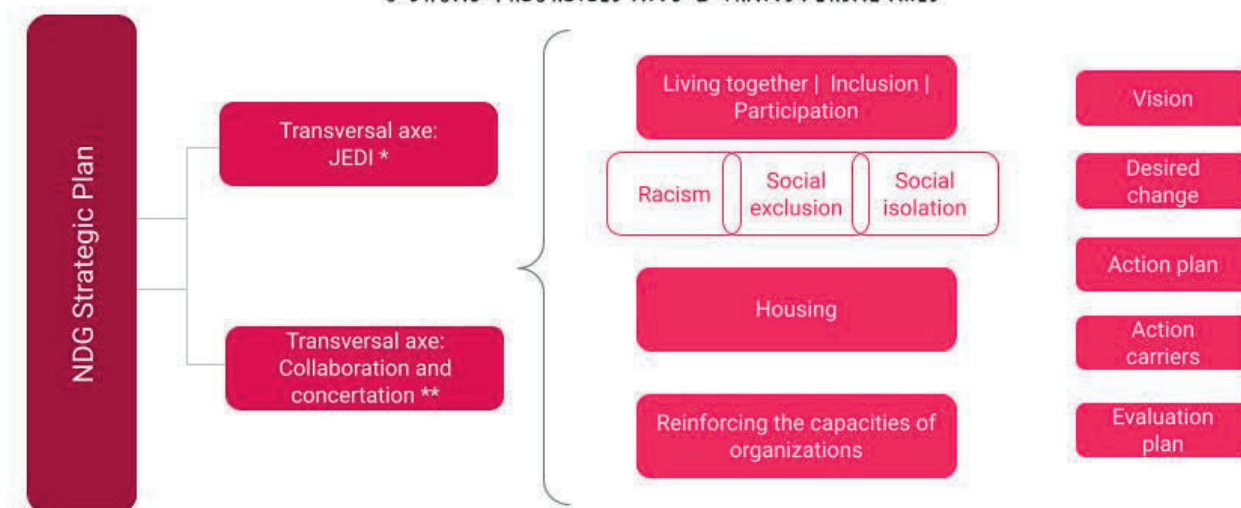 NDG Strategic Plan
Transversal axe:
JEDI *
Transversal axe:
Collaboration and
concertation **
Living together | Inclusion |
Participation
Racism
Social
exclusion
Social
isolation
Housing
Reinforcing the capacities of
organizations
Vision
Desired
change
Action plan
Action
carriers
Evaluation
plan